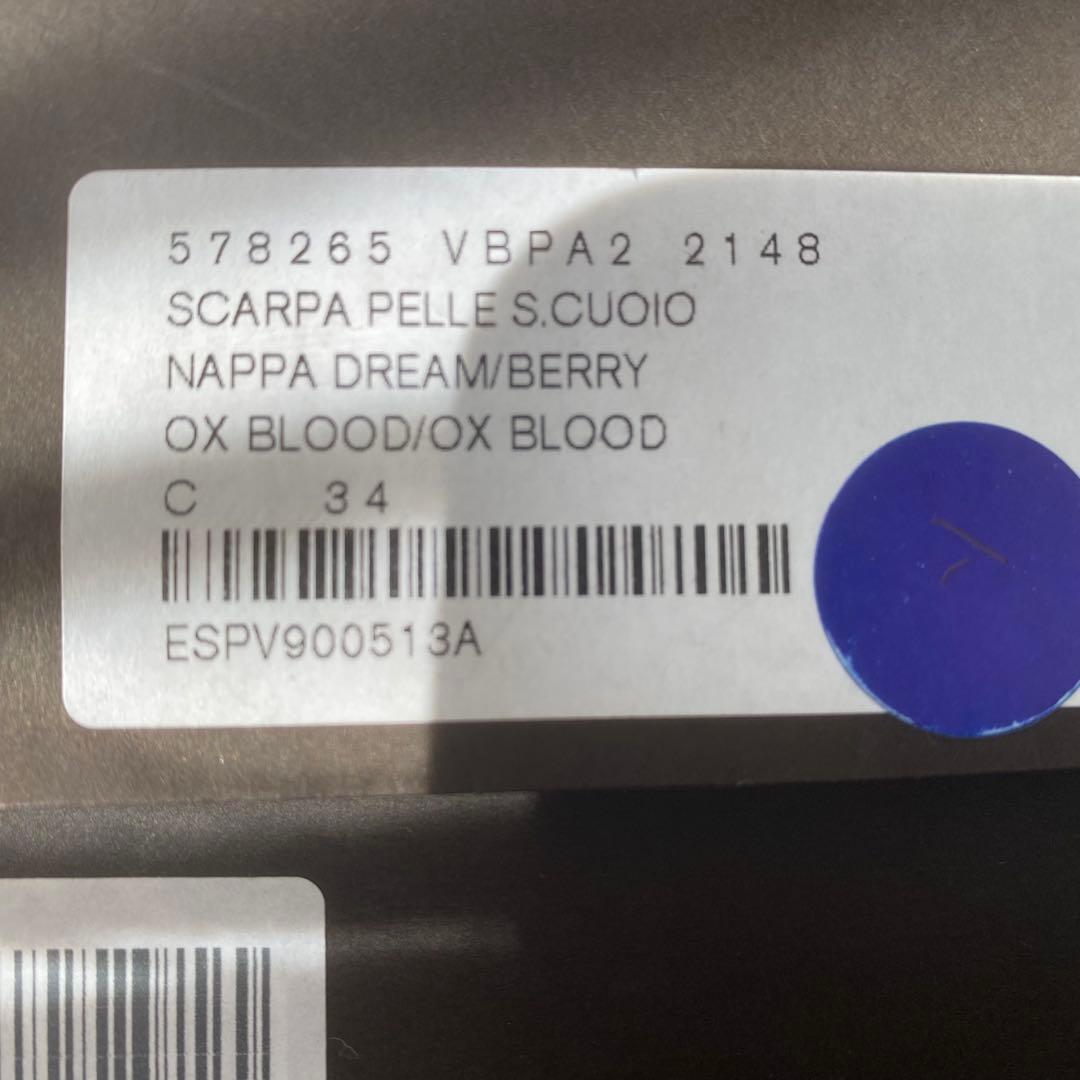 578265 VBPA2 2148
SCARPA PELLE S.CUOIO
NAPPA DREAM/BERRY
OX BLOOD/OX BLOOD
C 34
ESPV900513A